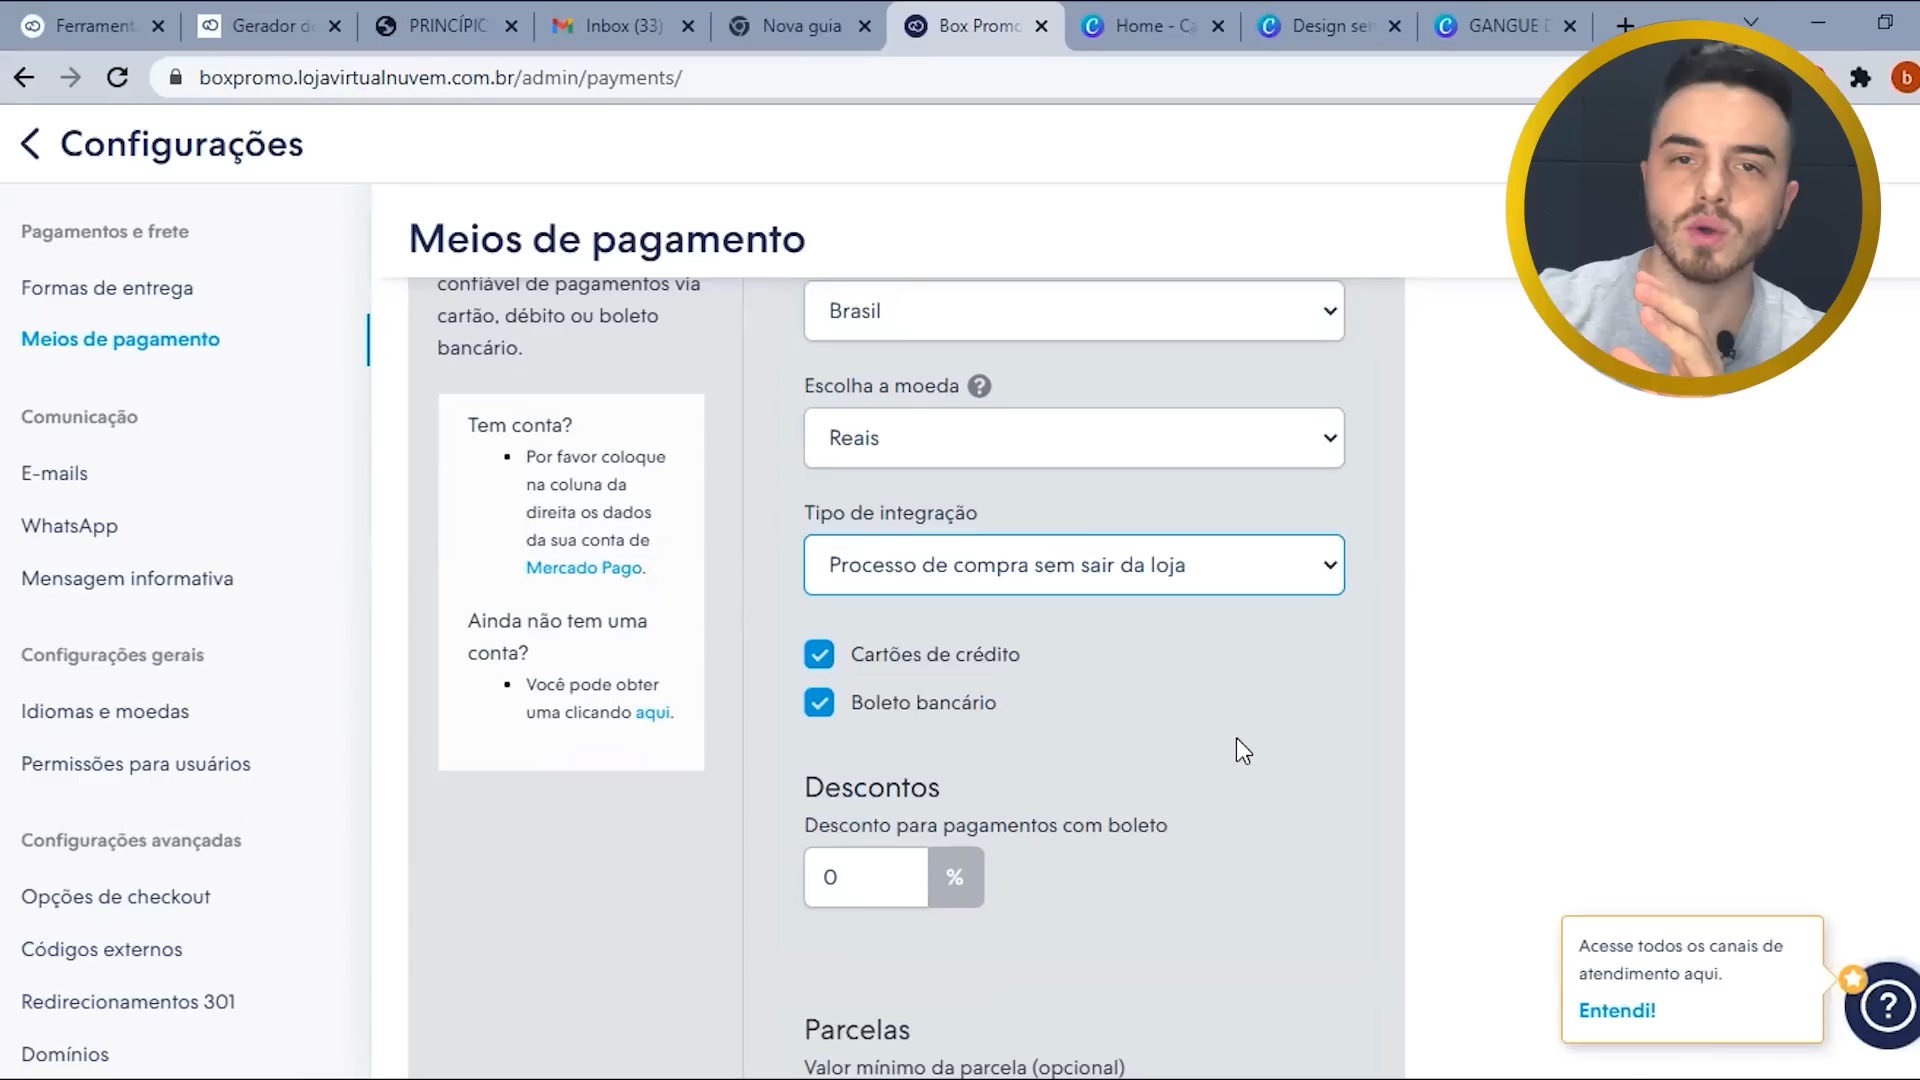 Ferrament
Gerador d
PRINCÍPIC
Inbox (33)
Nova guia
Box Promo
Home - Ca
Design sen
GANGUE D
boxpromo.lojavirtualnuvem.com.br/admin/payments/
b
Configurações
Pagamentos e frete
Formas de entrega
Meios de pagamento
Comunicação
E-mails
WhatsApp
Mensagem informativa
Configurações gerais
Idiomas e moedas
Permissões para usuários
Configurações avançadas
Opções de checkout
Códigos externos
Redirecionamentos 301
Domínios
Meios de pagamento
confiável de pagamentos via
cartão, débito ou boleto
bancário.
Tem conta?
Por favor coloque
na coluna da
direita os dados
da sua conta de
Mercado Pago.
Ainda não tem uma
conta?
Você pode obter
uma clicando aqui.
Brasil
Escolha a moeda ?
Reais
Tipo de integração
Processo de compra sem sair da loja
Cartões de crédito
Boleto bancário
Descontos
Desconto para pagamentos com boleto
0 %
Parcelas
Valor mínimo da parcela (opcional)
Acesse todos os canais de
atendimento aqui.
Entendi!
?